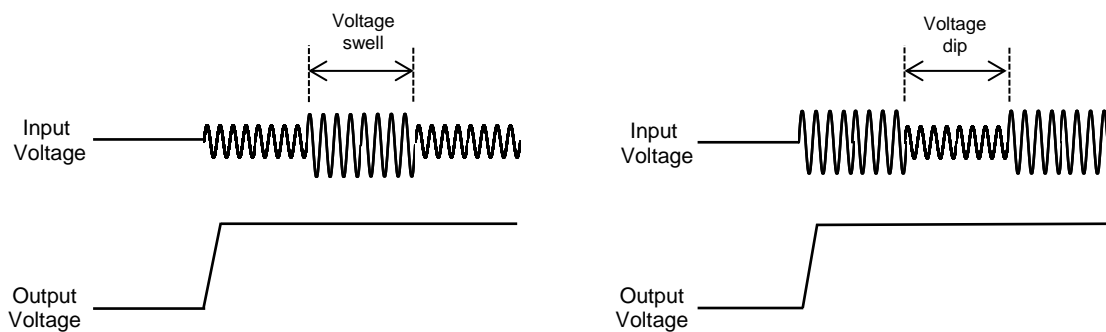 Voltage
swell
Input
Voltage
Output
Voltage
Voltage
dip
Input
Voltage
Output
Voltage